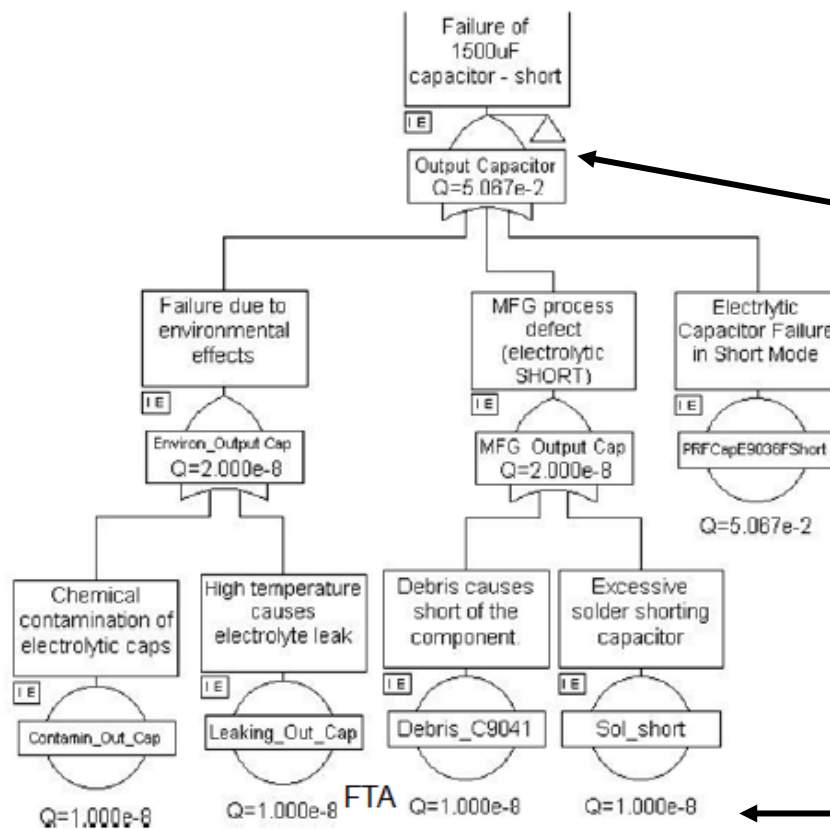 Failure of
1500uF
capacitor - short
I E
Output Capacitor
Q=5.067e-2
Failure due to
environmental
effects
I E
Environ_Output Cap
Q=2.000e-8
MFG process
defect
(electrolytic
SHORT)
I E
MFG Output Cap
Q=2.000e-8
Electrlytic
Capacitor Failure
in Short Mode
I E
PRFCapE9036FShort
Q=5.067e-2
Chemical
contamination of
electrolytic caps
I E
Contamin_Out_Cap
Q=1.000e-8
High temperature
causes
electrolyte leak
I E
Leaking_Out_Cap
Q=1.000e-8
FTA
Debris causes
short of the
component.
I E
Debris_C9041
Q=1.000e-8
Excessive
solder shorting
capacitor
I E
Sol_short
Q=1.000e-8